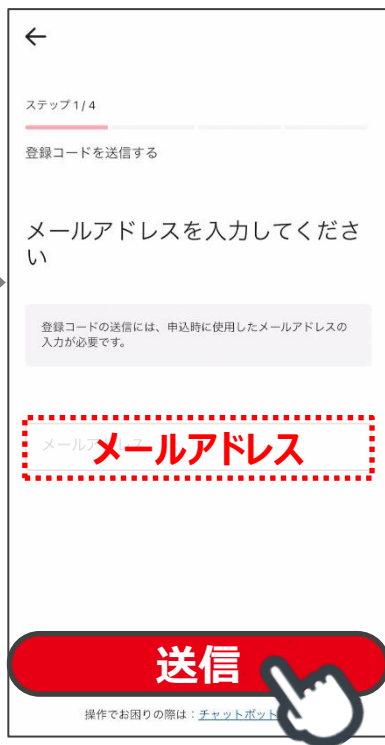 ステップ1/4
登録コードを送信する
メールアドレスを入力してくださ
い
登録コードの送信には、申込時に使用したメールアドレスの
入力が必要です。
メールアドレス
送信
操作でお困りの際は：チャットボット